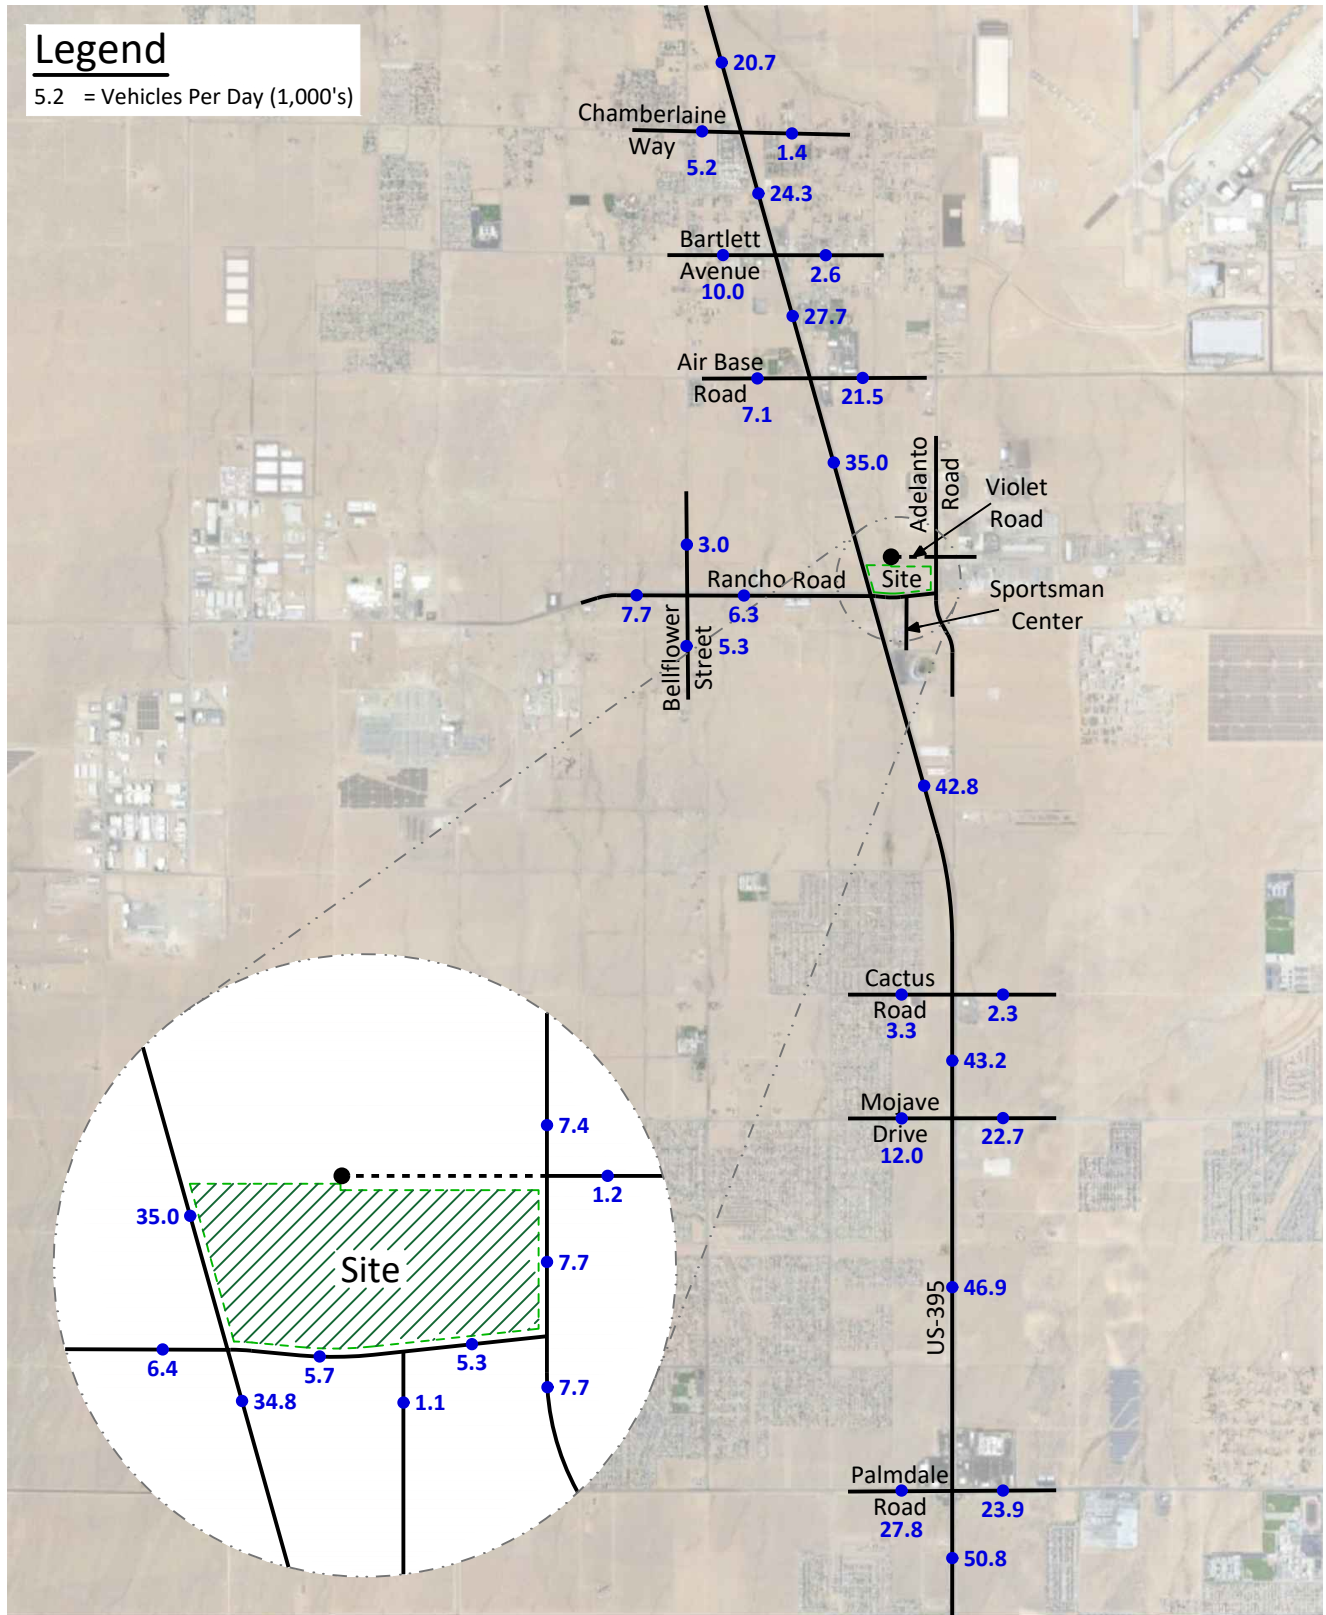 Legend
5.2 = Vehicles Per Day (1,000's)
20.7
Chamberlaine
Way
5.2
1.4
24.3
Bartlett
Avenue
10.0
2.6
27.7
Air Base
Road
7.1
21.5
35.0
Adelanto
Road
Violet
Road
3.0
Rancho Road
Site
Sportsman
Center
7.7
6.3
Bellflower
Street
5.3
42.8
Cactus
Road
3.3
2.3
43.2
Mojave
Drive
12.0
22.7
7.4
1.2
35.0
Site
7.7
6.4
5.7
5.3
34.8
1.1
7.7
US-395
46.9
Palmdale
Road
27.8
23.9
50.8